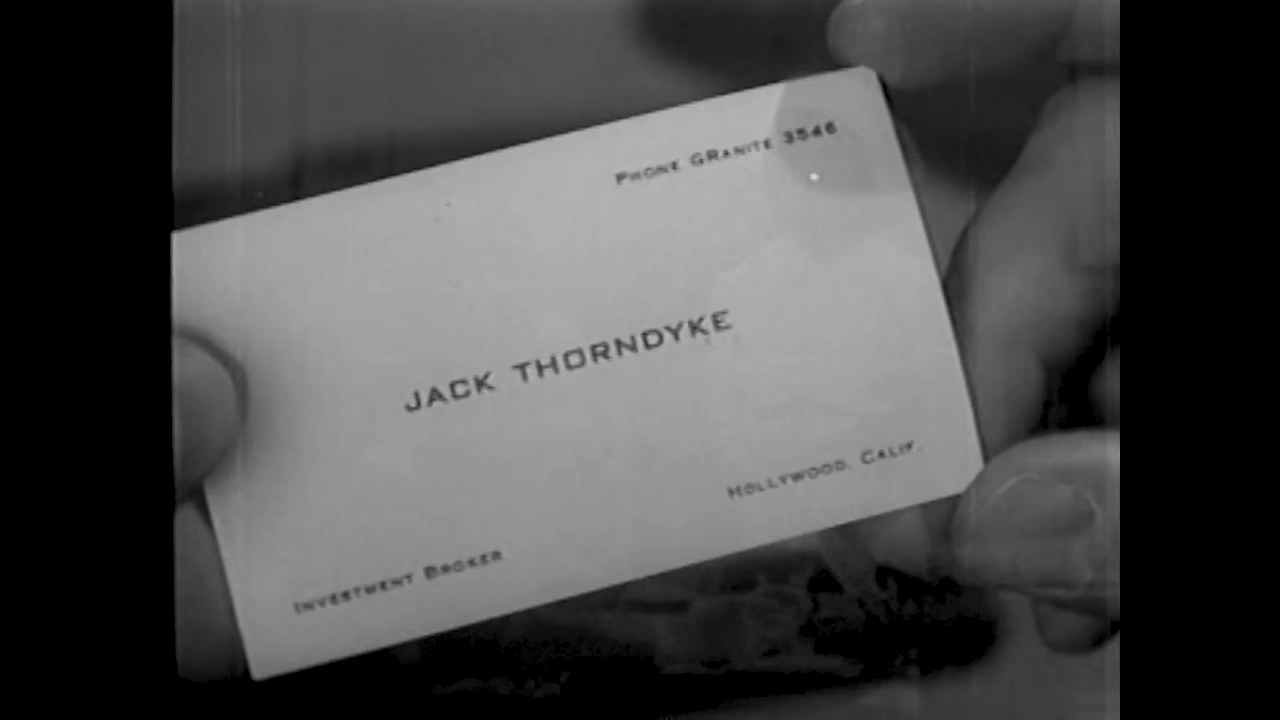 PHONE GRANITE 3546
JACK THORNDYKE
HOLLYWOOD, CALIF.
INVESTMENT BROKER